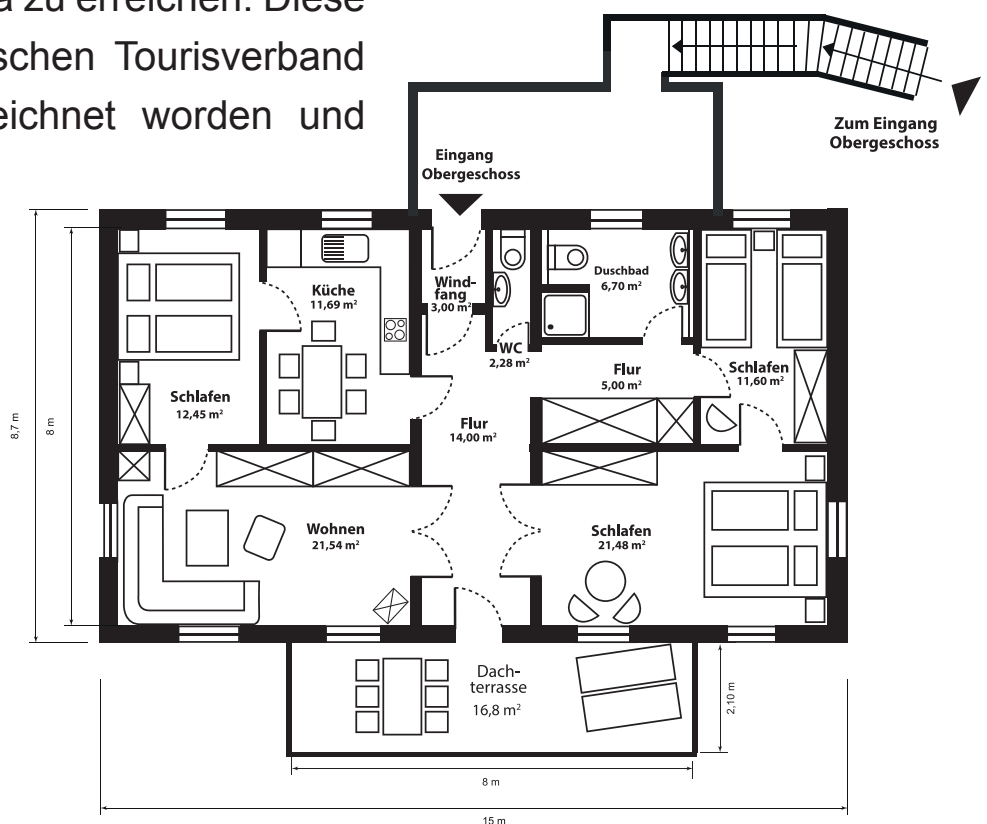 a zu erreichen. Diese
schen Tourisverband
eichnet worden und
Zum Eingang
Obergeschoss
Eingang
Obergeschoss
Küche
11,69 m²
Wind-
fang
3,00 m²
Duschbad
6,70 m²
WC
2,28 m²
Schlafen
12,45 m²
Flur
5,00 m²
Schlafen
11,60 m²
Flur
14,00 m²
8,7 m
8 m
Wohnen
21,54 m²
Schlafen
21,48 m²
Dach-
terrasse
16,8 m²
2,10 m
8 m
15 m